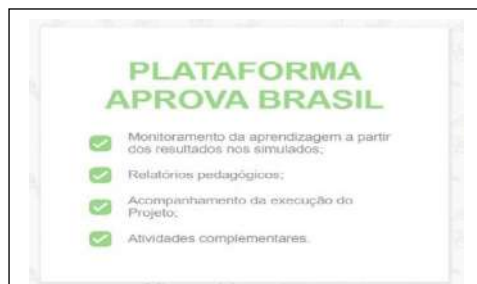 PLATAFORMA
APROVA BRASIL
Monitoramento da aprendizagem a partir
dos resultados nos simulados;
Relatórios pedagógicos;
Acompanhamento da execução do
Projeto;
Atividades complementares.